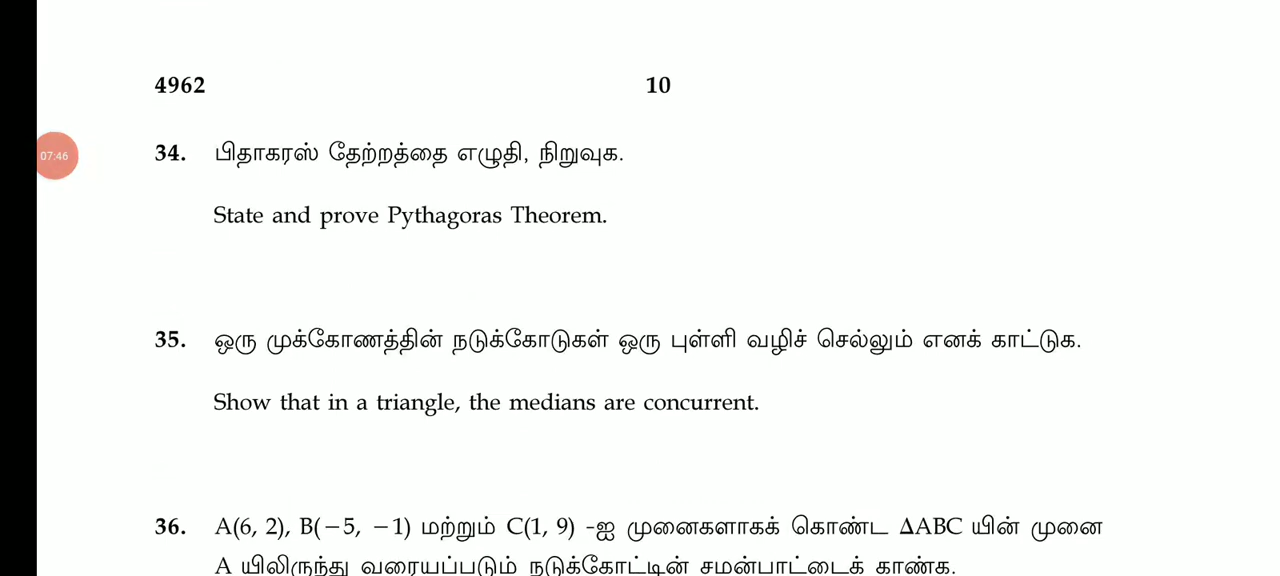 4962 10
07:46
34. பிதாகரஸ் தேற்றத்தை எழுதி, நிறுவுக.
State and prove Pythagoras Theorem.
35. ஒரு முக்கோணத்தின் நடுக்கோடுகள் ஒரு புள்ளி வழிச் செல்லும் எனக் காட்டுக.
Show that in a triangle, the medians are concurrent.
36. A(6, 2), B(−5, −1) மற்றும் C(1, 9) -ஐ முனைகளாகக் கொண்ட ΔABC யின் முனை
A யிலிருந்து வரையப்படும் நடுக்கோட்டின் சமன்பாட்டைக் காண்க.